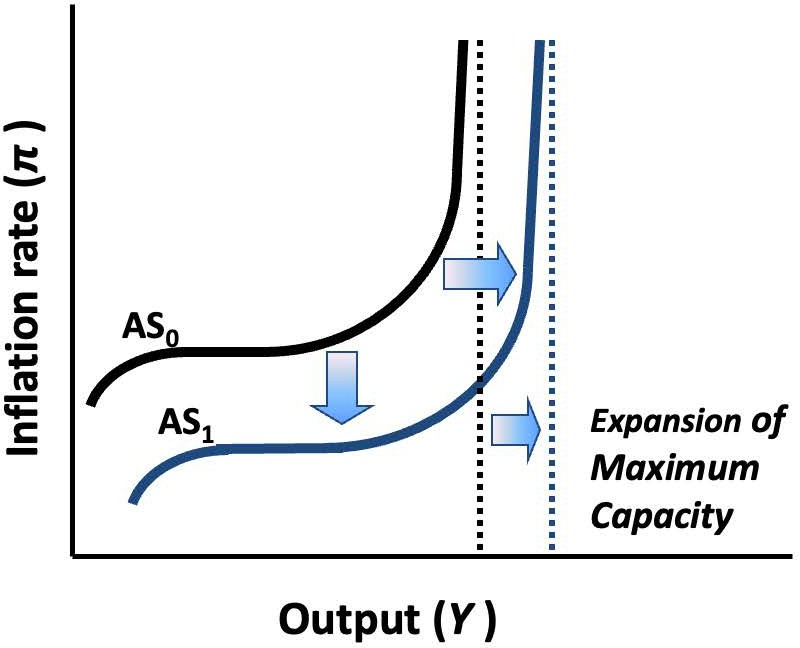 Inflation rate (π )
AS0
AS1
Expansion of
Maximum
Capacity
Output (Y )